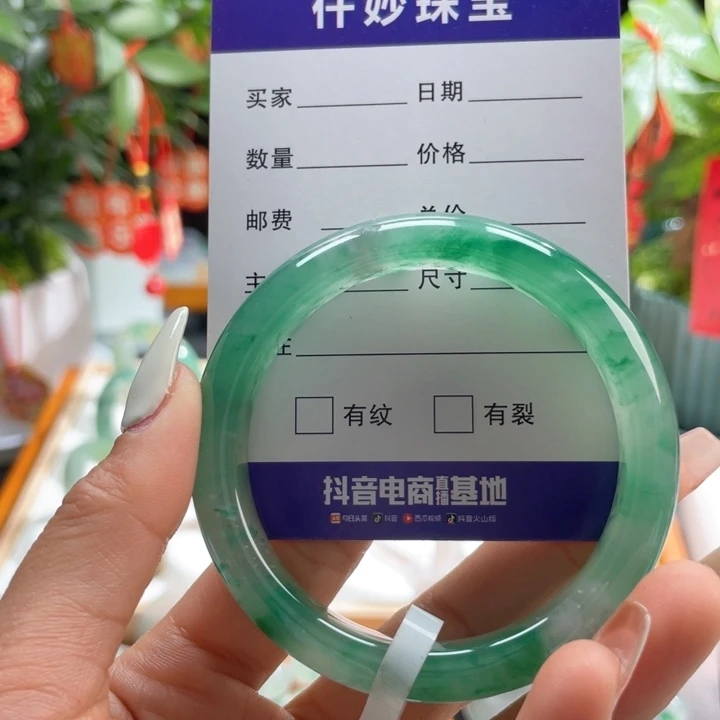 仟妙珠宝
买家 日期
数量 价格
邮费 总价
尺寸
有纹 有裂
抖音电商直播基地
今日头条 抖音 西瓜视频 抖音火山版